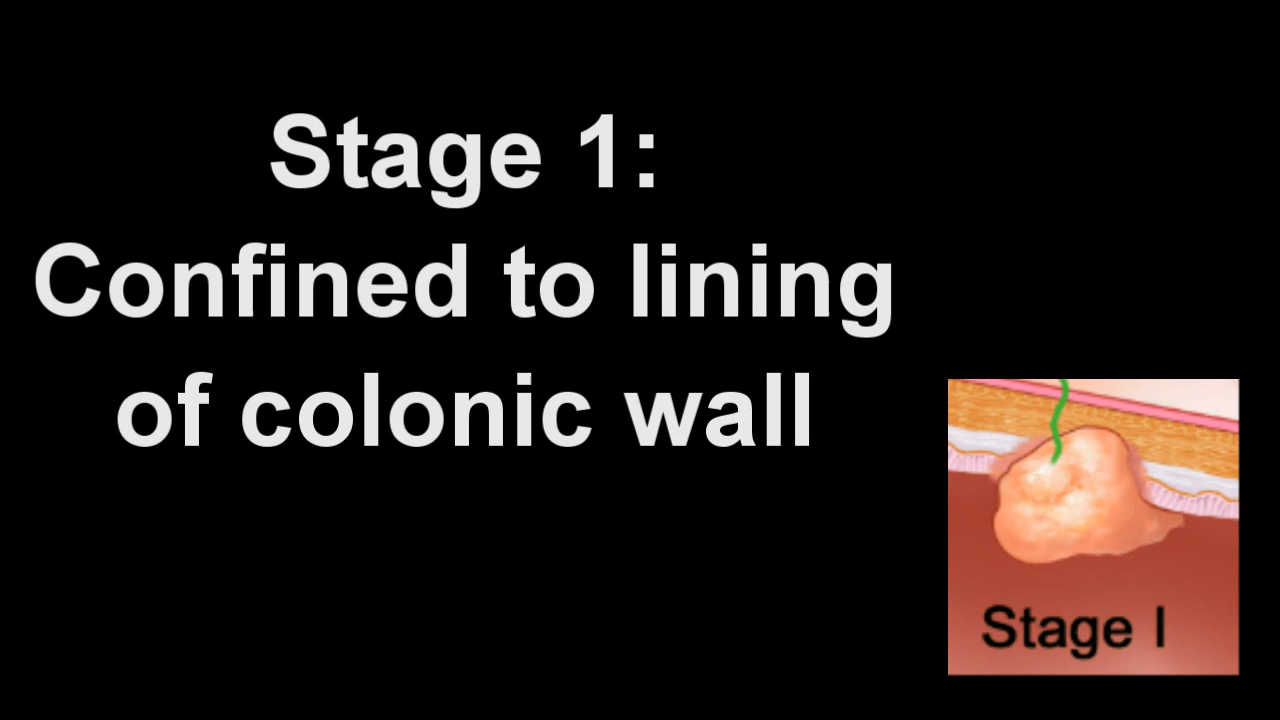 Stage 1:
Confined to lining
of colonic wall
Stage I